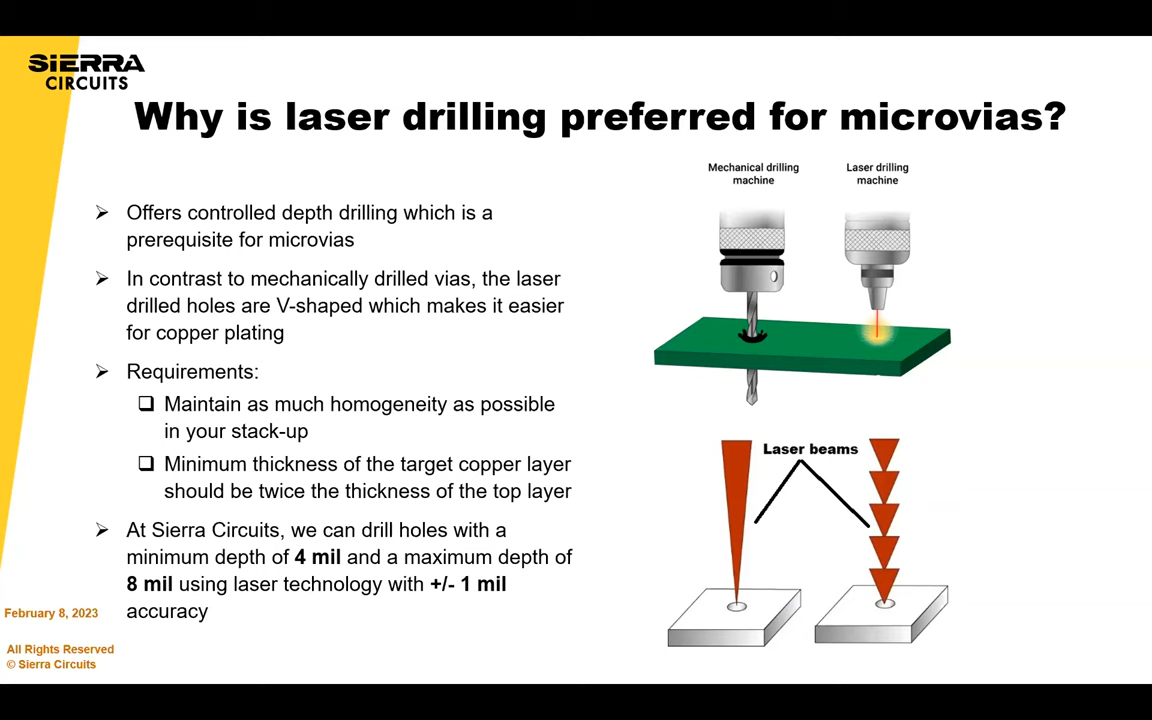 SIERRA
CIRCUITS
Why is laser drilling preferred for microvias?
➢ Offers controlled depth drilling which is a
prerequisite for microvias
➢ In contrast to mechanically drilled vias, the laser
drilled holes are V-shaped which makes it easier
for copper plating
➢ Requirements:
❑ Maintain as much homogeneity as possible
in your stack-up
❑ Minimum thickness of the target copper layer
should be twice the thickness of the top layer
➢ At Sierra Circuits, we can drill holes with a
minimum depth of 4 mil and a maximum depth of
8 mil using laser technology with +/- 1 mil
accuracy
Mechanical drilling
machine
Laser drilling
machine
Laser beams
February 8, 2023
All Rights Reserved
© Sierra Circuits